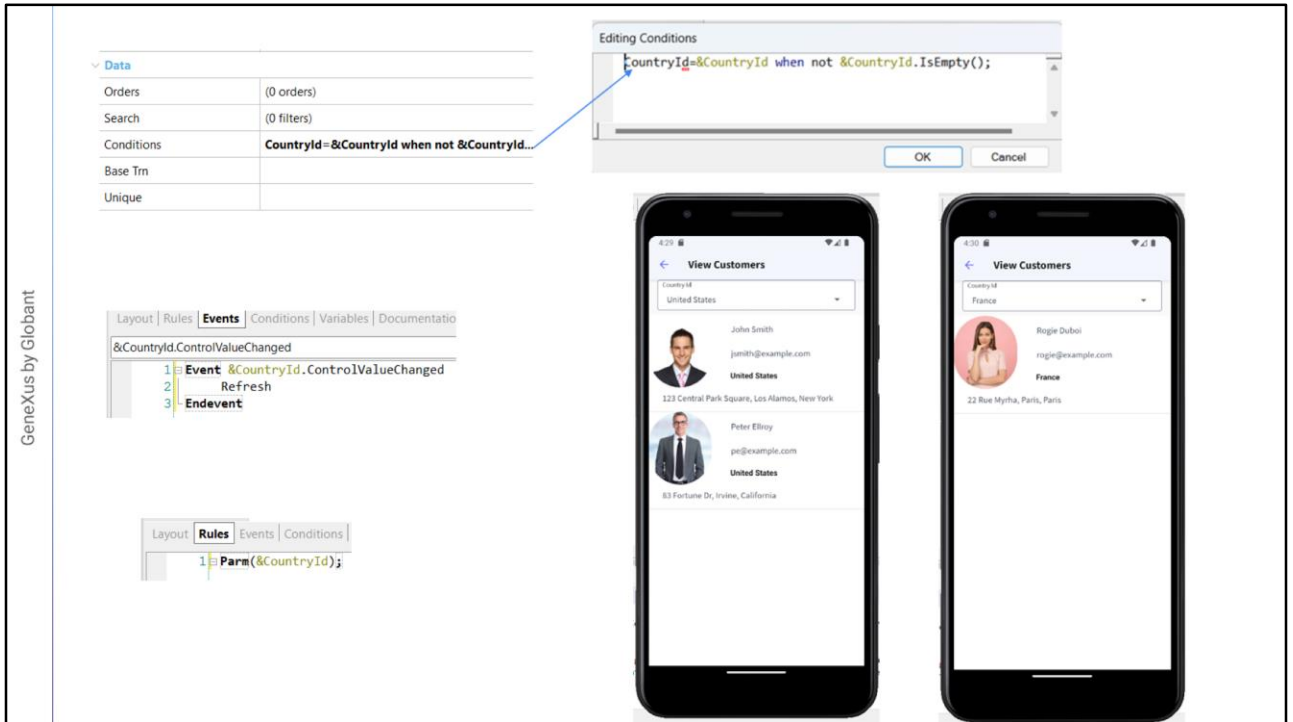 GeneXus by Globant
Data
Orders (0 orders)
Search (0 filters)
Conditions CountryId=&CountryId when not &CountryId...
Base Trn
Unique
Editing Conditions
CountryId=&CountryId when not &CountryId.IsEmpty();
OK Cancel
Layout | Rules | Events | Conditions | Variables | Documentatio
&CountryId.ControlValueChanged
1 Event &CountryId.ControlValueChanged
2 Refresh
3 Endevent
Layout | Rules | Events | Conditions |
1 Parm(&CountryId);
4:29
View Customers
Country Id
United States
John Smith
jsmith@example.com
United States
123 Central Park Square, Los Alamos, New York
Peter Ellroy
pe@example.com
United States
83 Fortune Dr, Irvine, California
4:30
View Customers
Country Id
France
Rogie Duboi
rogie@example.com
France
22 Rue Myrha, Paris, Paris